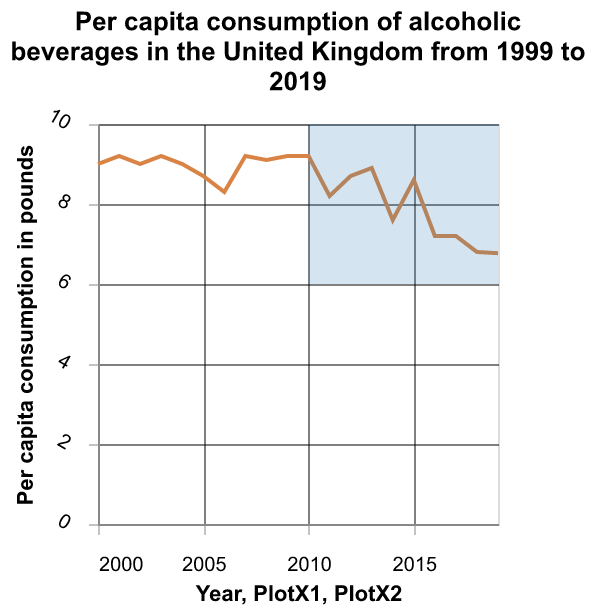 Per capita consumption of alcoholic
beverages in the United Kingdom from 1999 to
2019
Per capita consumption in pounds
10
8
6
4
2
0
2000 2005 2010 2015
Year, PlotX1, PlotX2